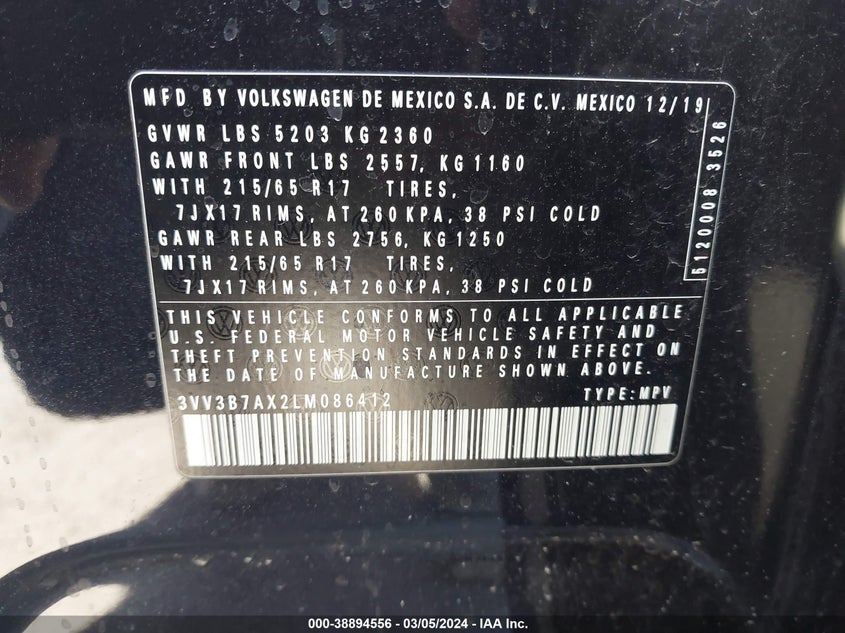 MFD BY VOLKSWAGEN DE MEXICO S.A. DE C.V. MEXICO 12/19
GVWR LBS 5203 KG 2360
GAWR FRONT LBS 2557, KG 1160
WITH 215/65 R17 TIRES,
7JX17 RIMS, AT 260 KPA, 38 PSI COLD
GAWR REAR LBS 2756, KG 1250
WITH 215/65 R17 TIRES,
7JX17 RIMS, AT 260 KPA, 38 PSI COLD
5120008 3526
THIS VEHICLE CONFORMS TO ALL APPLICABLE
U.S. FEDERAL MOTOR VEHICLE SAFETY AND
THEFT PREVENTION STANDARDS IN EFFECT ON
THE DATE OF MANUFACTURE SHOWN ABOVE.
3VV3B7AX2LM086412 TYPE:MPV
000-38894556 - 03/05/2024 - IAA Inc.